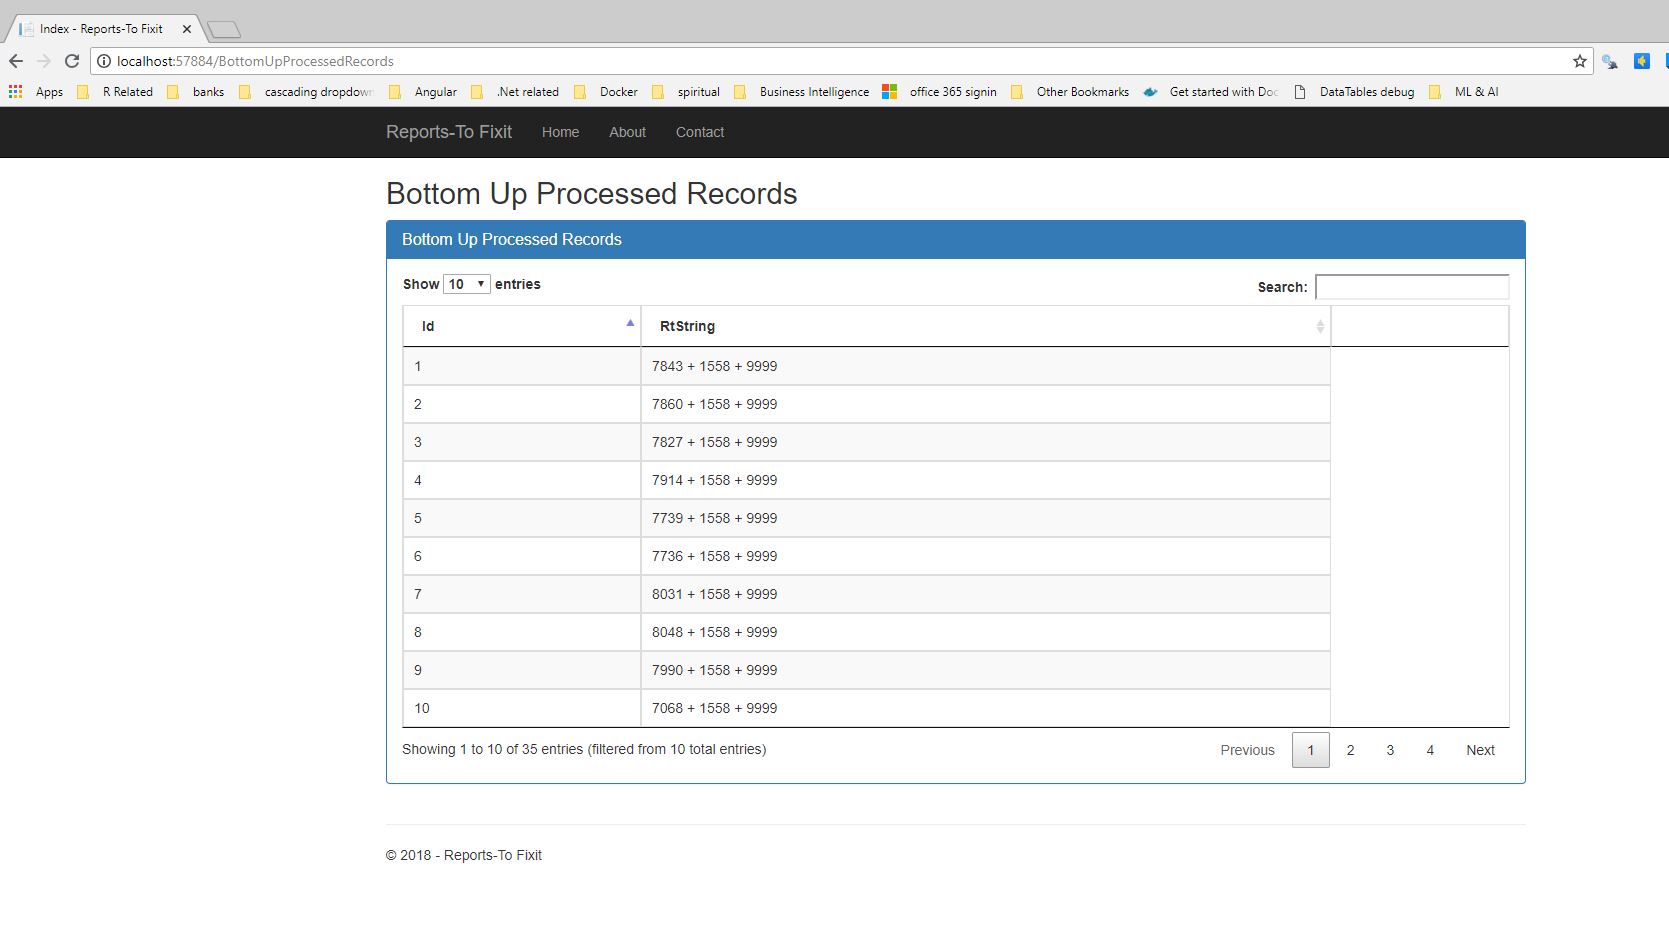 Index - Reports-To Fixit
localhost:57884/BottomUpProcessedRecords
Apps R Related banks cascading dropdown Angular .Net related Docker spiritual Business Intelligence office 365 signin Other Bookmarks Get started with Doc DataTables debug ML & AI
Reports-To Fixit Home About Contact
Bottom Up Processed Records
Bottom Up Processed Records
Show 10 entries Search:
Id RtString
1 7843 + 1558 + 9999
2 7860 + 1558 + 9999
3 7827 + 1558 + 9999
4 7914 + 1558 + 9999
5 7739 + 1558 + 9999
6 7736 + 1558 + 9999
7 8031 + 1558 + 9999
8 8048 + 1558 + 9999
9 7990 + 1558 + 9999
10 7068 + 1558 + 9999
Showing 1 to 10 of 35 entries (filtered from 10 total entries) Previous 1 2 3 4 Next
© 2018 - Reports-To Fixit